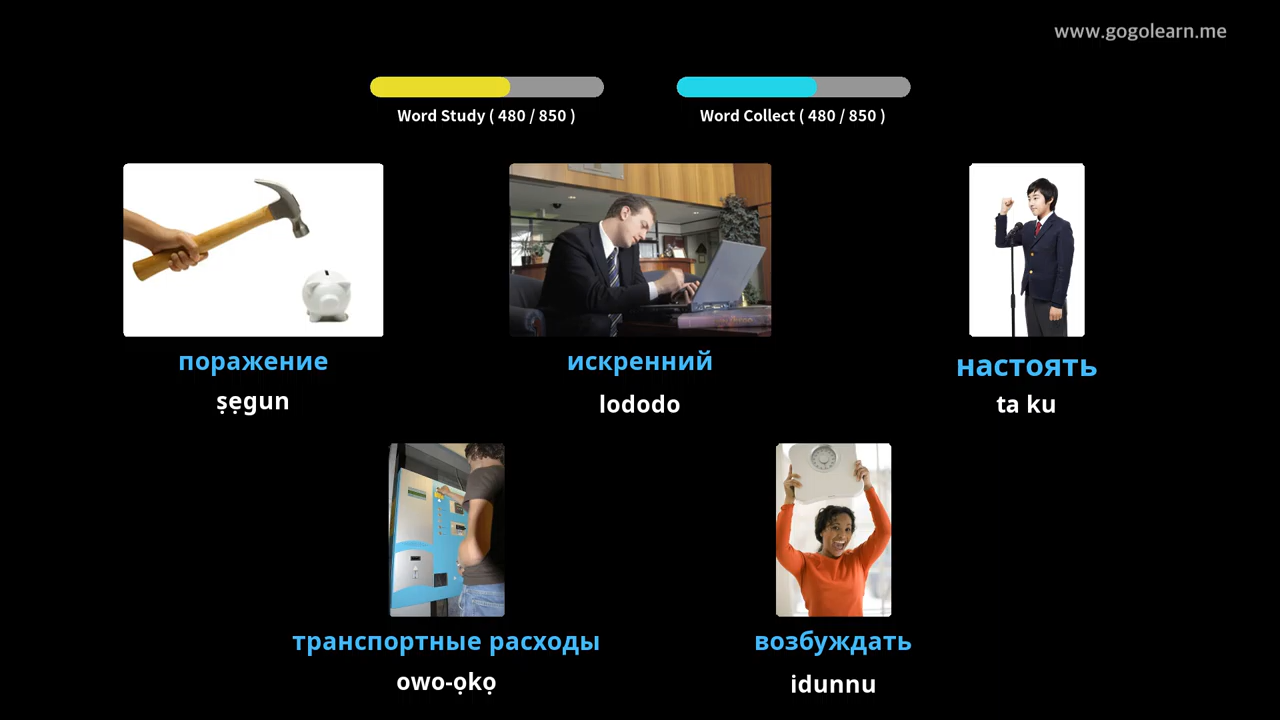 www.gogolearn.me
Word Study ( 480 / 850 )
Word Collect ( 480 / 850 )
поражение
ṣẹgun
искренний
lododo
настоять
ta ku
транспортные расходы
owo-ọkọ
возбуждать
idunnu